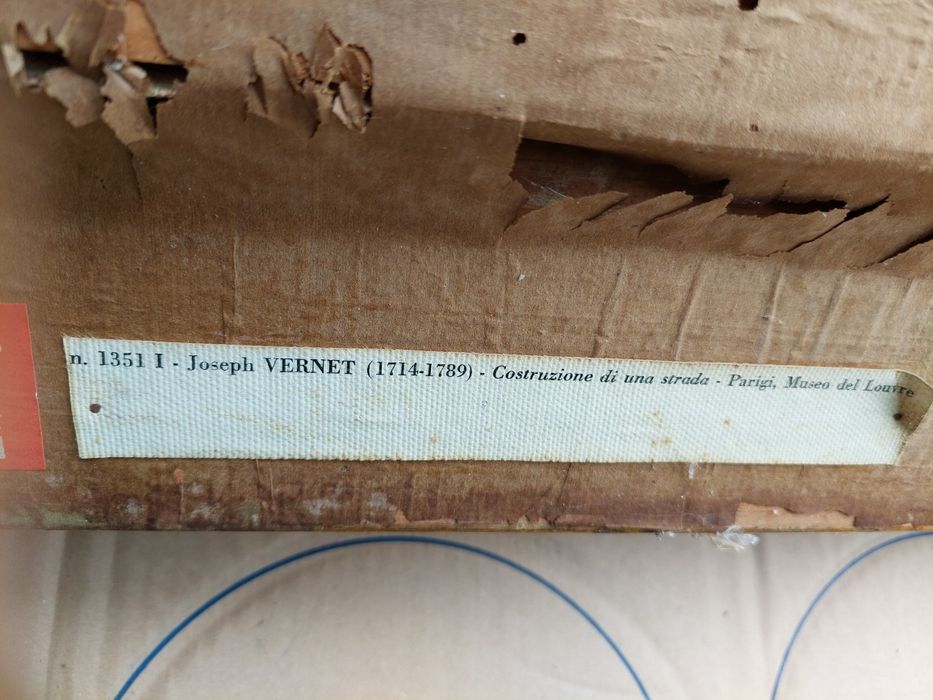 n. 1351 I - Joseph VERNET (1714-1789) - Costruzione di una strada - Parigi, Museo del Louvre